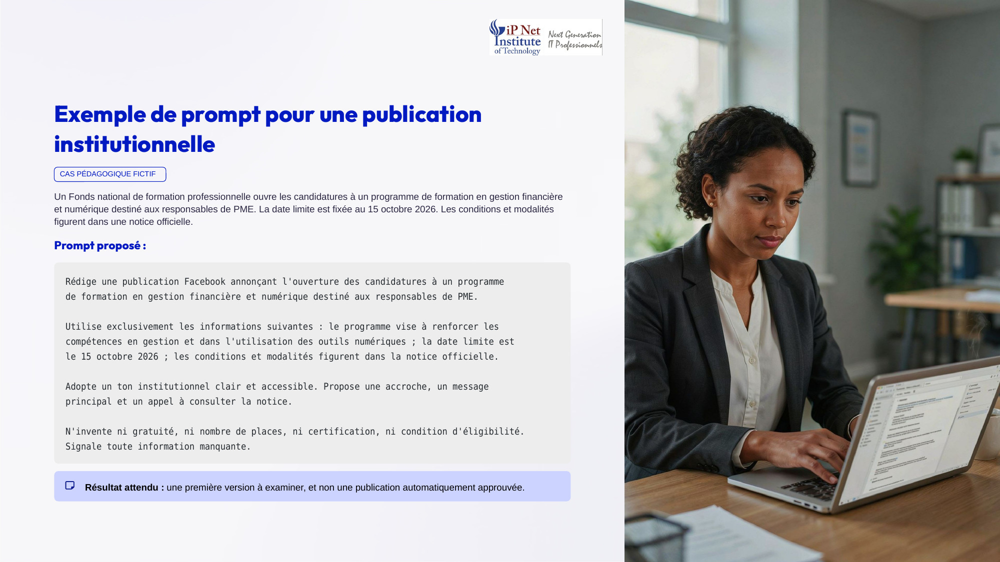 iP Net
Institute
of Technology
Next Generation
IT Professionnels
Exemple de prompt pour une publication
institutionnelle
CAS PÉDAGOGIQUE FICTIF
Un Fonds national de formation professionnelle ouvre les candidatures à un programme de formation en gestion financière
et numérique destiné aux responsables de PME. La date limite est fixée au 15 octobre 2026. Les conditions et modalités
figurent dans une notice officielle.
Prompt proposé :
Rédige une publication Facebook annonçant l'ouverture des candidatures à un programme
de formation en gestion financière et numérique destiné aux responsables de PME.
Utilise exclusivement les informations suivantes : le programme vise à renforcer les
compétences en gestion et dans l'utilisation des outils numériques ; la date limite est
le 15 octobre 2026 ; les conditions et modalités figurent dans la notice officielle.
Adopte un ton institutionnel clair et accessible. Propose une accroche, un message
principal et un appel à consulter la notice.
N'invente ni gratuité, ni nombre de places, ni certification, ni condition d'éligibilité.
Signale toute information manquante.
Résultat attendu : une première version à examiner, et non une publication automatiquement approuvée.